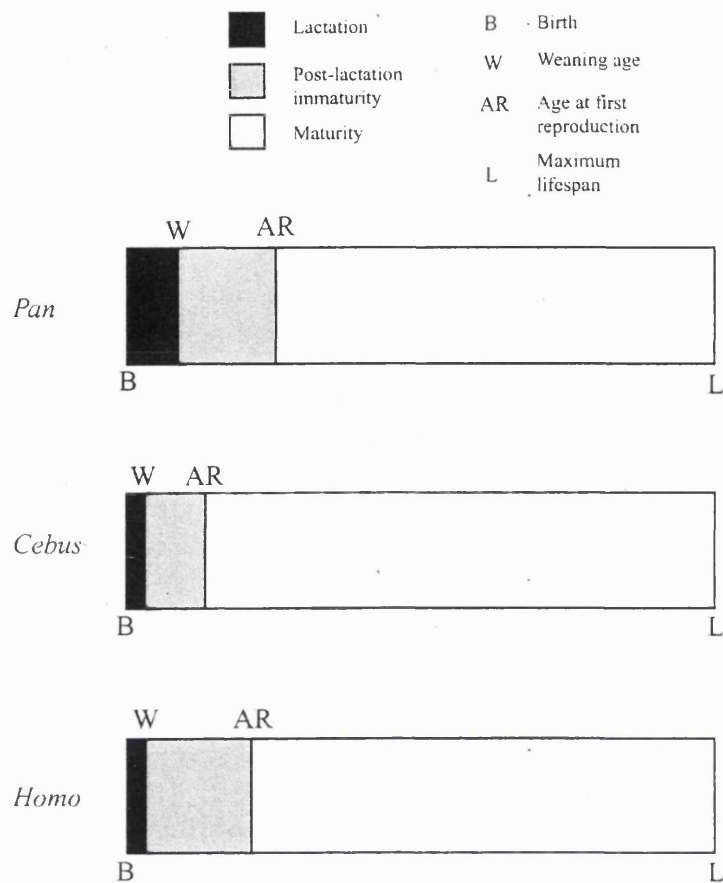 Lactation
Post-lactation
immaturity
Maturity
B Birth
W Weaning age
AR Age at first
reproduction
L Maximum
lifespan
W AR
Pan
B L
W AR
Cebus
B L
W AR
Homo
B L